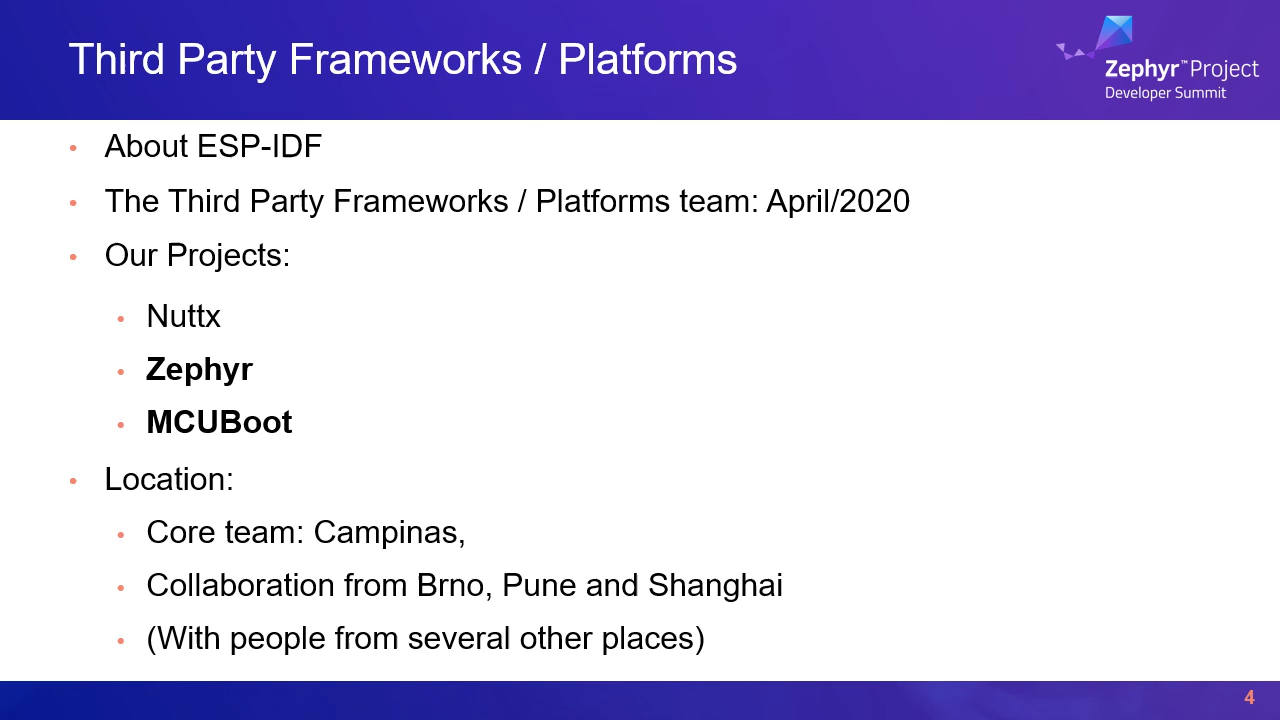 Third Party Frameworks / Platforms
Zephyr™Project
Developer Summit
• About ESP-IDF
• The Third Party Frameworks / Platforms team: April/2020
• Our Projects:
• Nuttx
• Zephyr
• MCUBoot
• Location:
• Core team: Campinas,
• Collaboration from Brno, Pune and Shanghai
• (With people from several other places)
4